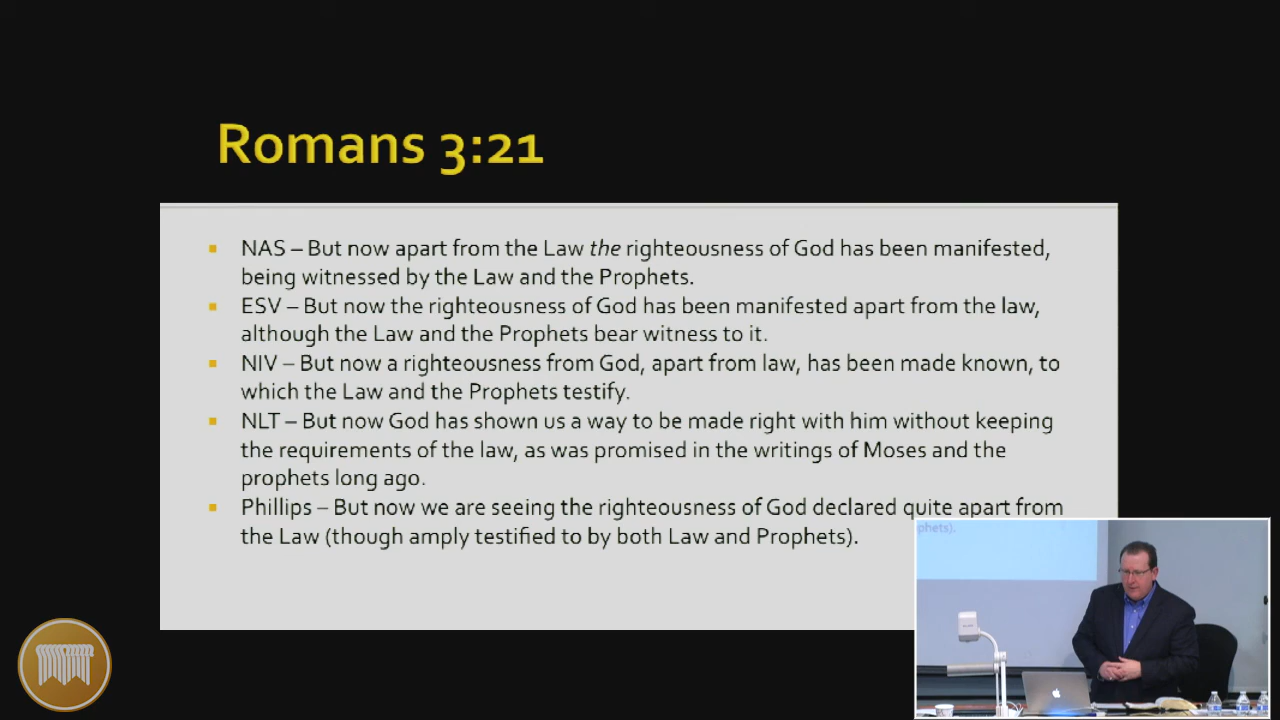 Romans 3:21
▪ NAS – But now apart from the Law the righteousness of God has been manifested,
being witnessed by the Law and the Prophets.
▪ ESV – But now the righteousness of God has been manifested apart from the law,
although the Law and the Prophets bear witness to it.
▪ NIV – But now a righteousness from God, apart from law, has been made known, to
which the Law and the Prophets testify.
▪ NLT – But now God has shown us a way to be made right with him without keeping
the requirements of the law, as was promised in the writings of Moses and the
prophets long ago.
▪ Phillips – But now we are seeing the righteousness of God declared quite apart from
the Law (though amply testified to by both Law and Prophets).
phets).